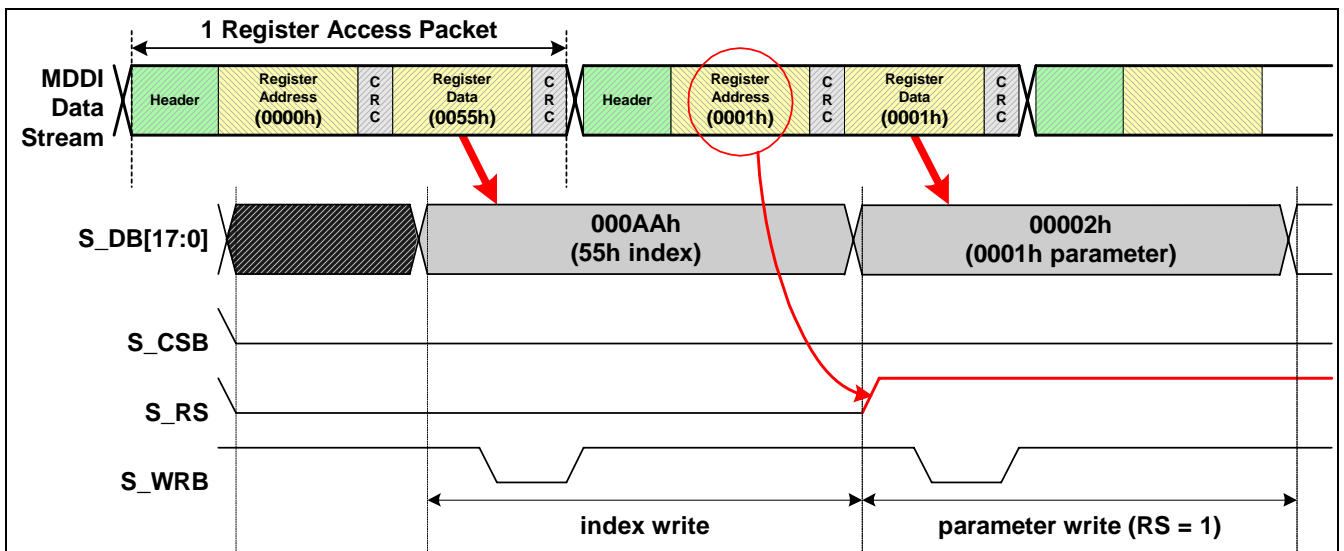 1 Register Access Packet
MDDI
Data
Stream
Header
Register
Address
(0000h)
C
R
C
Register
Data
(0055h)
C
R
C
Header
Register
Address
(0001h)
C
R
C
Register
Data
(0001h)
C
R
C
S_DB[17:0]
000AAh
(55h index)
00002h
(0001h parameter)
S_CSB
S_RS
S_WRB
index write
parameter write (RS = 1)